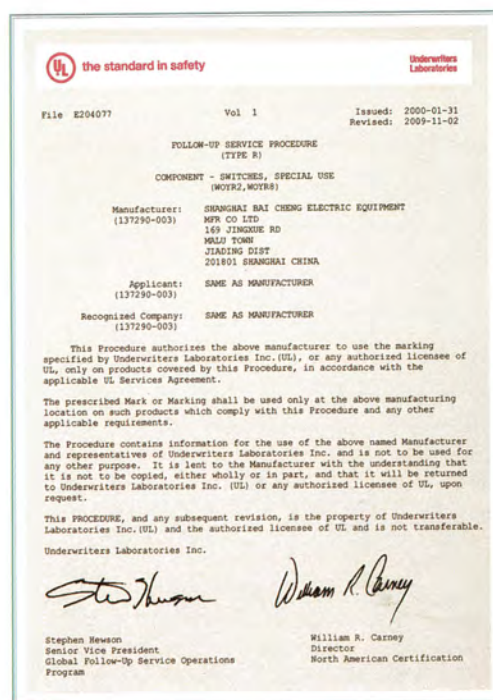 UL the standard in safety
Underwriters
Laboratories
File E204077 Vol 1 Issued: 2000-01-31
Revised: 2009-11-02
FOLLOW-UP SERVICE PROCEDURE
(TYPE R)
COMPONENT - SWITCHES, SPECIAL USE
(WOYR2,WOYR8)
Manufacturer: SHANGHAI BAI CHENG ELECTRIC EQUIPMENT
(137290-003) MFR CO LTD
169 JINGXUE RD
MALU TOWN
JIADING DIST
201801 SHANGHAI CHINA
Applicant: SAME AS MANUFACTURER
(137290-003)
Recognized Company: SAME AS MANUFACTURER
(137290-003)
This Procedure authorizes the above manufacturer to use the marking
specified by Underwriters Laboratories Inc.(UL), or any authorized licensee of
UL, only on products covered by this Procedure, in accordance with the
applicable UL Services Agreement.
The prescribed Mark or Marking shall be used only at the above manufacturing
location on such products which comply with this Procedure and any other
applicable requirements.
The Procedure contains information for the use of the above named Manufacturer
and representatives of Underwriters Laboratories Inc. and is not to be used for
any other purpose. It is lent to the Manufacturer with the understanding that
it is not to be copied, either wholly or in part, and that it will be returned
to Underwriters Laboratories Inc. (UL) or any authorized licensee of UL, upon
request.
This PROCEDURE, and any subsequent revision, is the property of Underwriters
Laboratories Inc.(UL) and the authorized licensee of UL and is not transferable.
Underwriters Laboratories Inc.
William R. Carney
Stephen Hewson William R. Carney
Senior Vice President Director
Global Follow-Up Service Operations North American Certification
Program